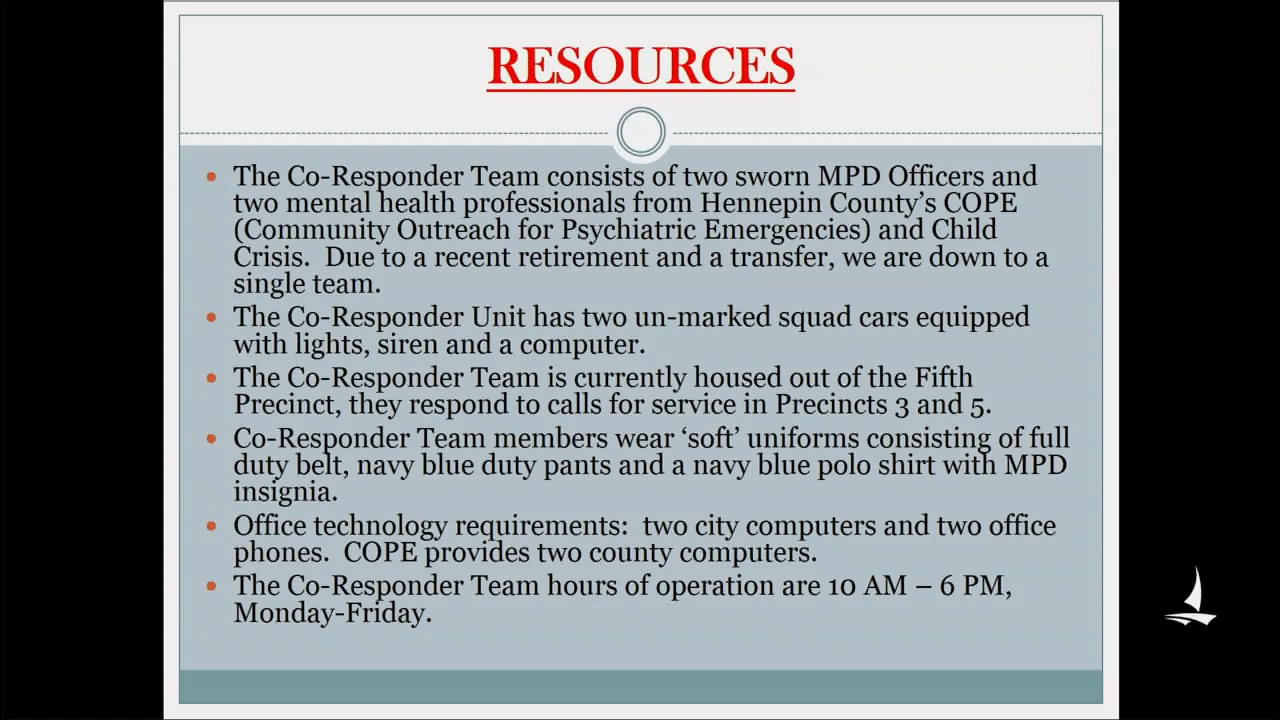 RESOURCES
The Co-Responder Team consists of two sworn MPD Officers and
two mental health professionals from Hennepin County’s COPE
(Community Outreach for Psychiatric Emergencies) and Child
Crisis.  Due to a recent retirement and a transfer, we are down to a
single team.
The Co-Responder Unit has two un-marked squad cars equipped
with lights, siren and a computer.
The Co-Responder Team is currently housed out of the Fifth
Precinct, they respond to calls for service in Precincts 3 and 5.
Co-Responder Team members wear ‘soft’ uniforms consisting of full
duty belt, navy blue duty pants and a navy blue polo shirt with MPD
insignia.
Office technology requirements:  two city computers and two office
phones.  COPE provides two county computers.
The Co-Responder Team hours of operation are 10 AM – 6 PM,
Monday-Friday.